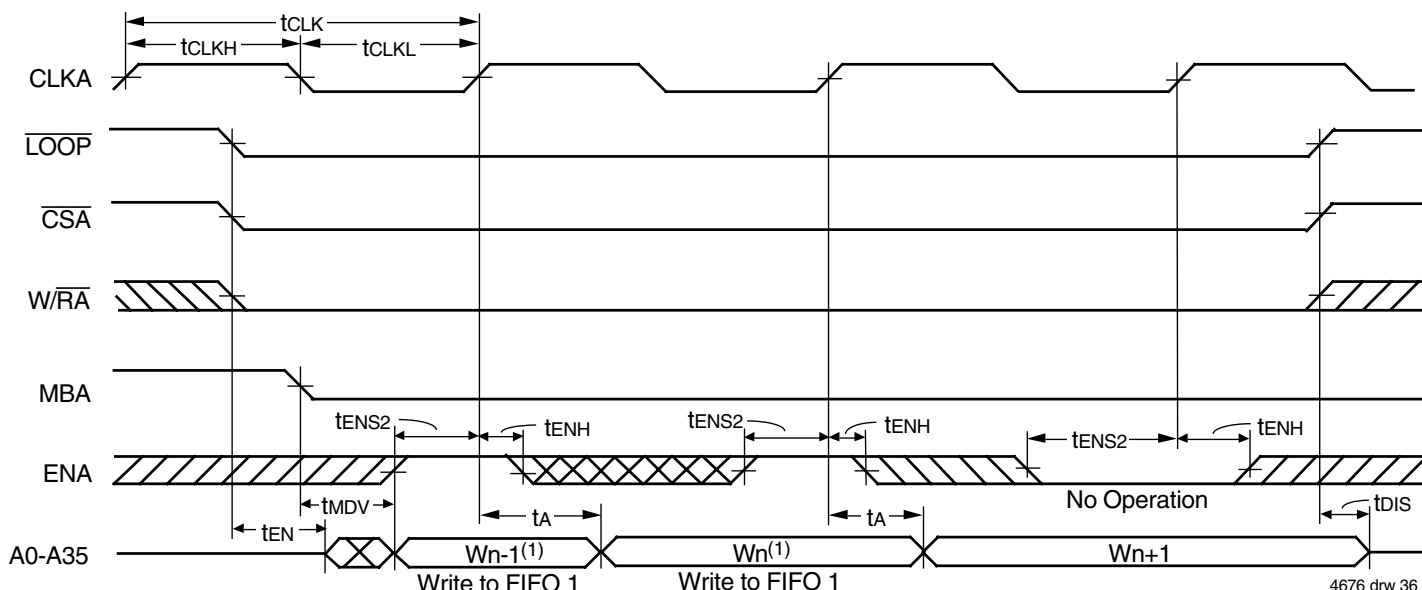 tCLK
tCLKH
tCLKL
CLKA
LOOP
CSA
W/RA
MBA
tENS2
tENH
tENS2
tENH
tENS2
tENH
ENA
No Operation
tMDV
tEN
tA
tA
tDIS
A0-A35
Wn-1(1)
Wn(1)
Wn+1
Write to FIFO 1
Write to FIFO 1
4676 drw 36